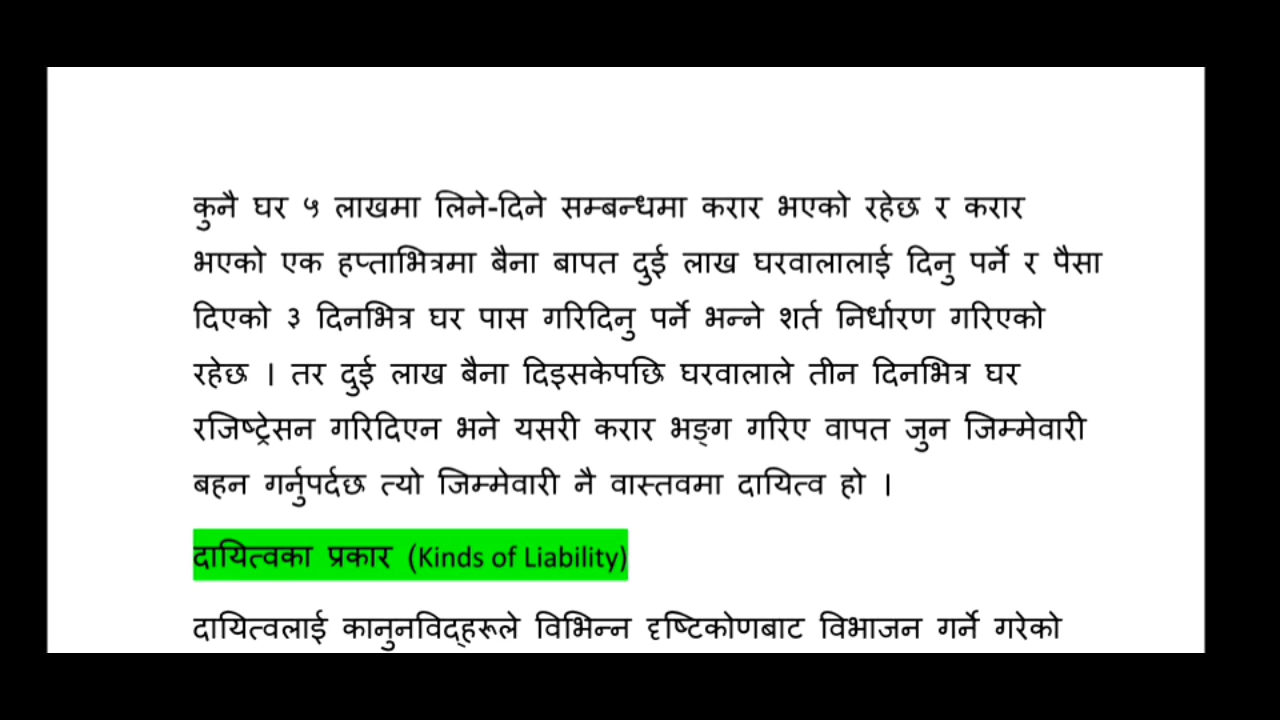 कुनै घर ५ लाखमा लिने-दिने सम्बन्धमा करार भएको रहेछ र करार
भएको एक हप्ताभित्रमा बैना बापत दुई लाख घरवालालाई दिनु पर्ने र पैसा
दिएको ३ दिनभित्र घर पास गरिदिनु पर्ने भन्ने शर्त निर्धारण गरिएको
रहेछ । तर दुई लाख बैना दिइसकेपछि घरवालाले तीन दिनभित्र घर
रजिष्ट्रेसन गरिदिएन भने यसरी करार भङ्ग गरिए वापत जुन जिम्मेवारी
बहन गर्नुपर्दछ त्यो जिम्मेवारी नै वास्तवमा दायित्व हो ।
दायित्वका प्रकार (Kinds of Liability)
दायित्वलाई कानुनविद्हरूले विभिन्न दृष्टिकोणबाट विभाजन गर्ने गरेको